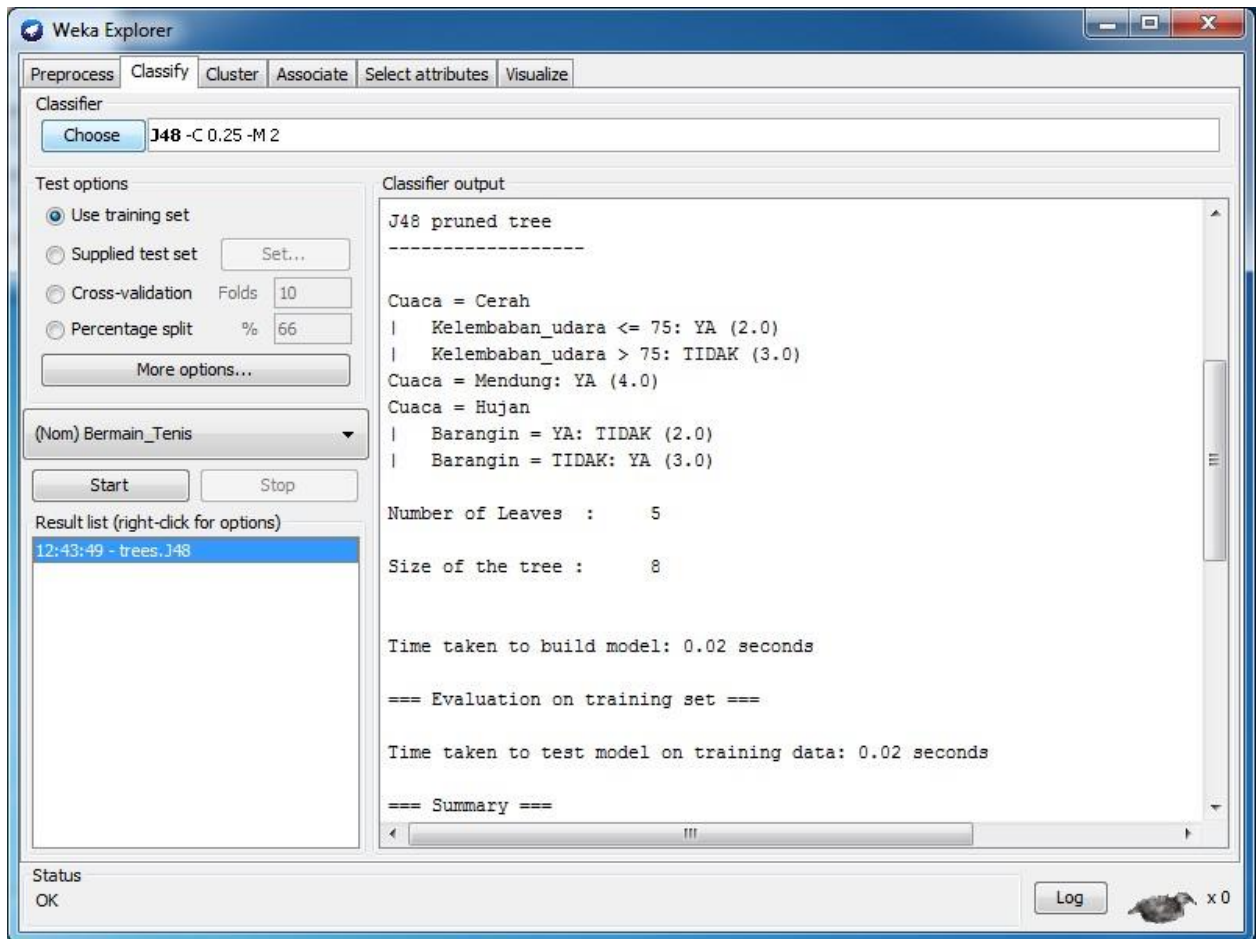 Weka Explorer
Preprocess Classify Cluster Associate Select attributes Visualize
Classifier
Choose J48 -C 0.25 -M 2
Test options
Use training set
Supplied test set Set...
Cross-validation Folds 10
Percentage split % 66
More options...
(Nom) Bermain_Tenis
Start Stop
Result list (right-click for options)
12:43:49 - trees.J48
Classifier output
J48 pruned tree
------------------
Cuaca = Cerah
| Kelembaban_udara <= 75: YA (2.0)
| Kelembaban_udara > 75: TIDAK (3.0)
Cuaca = Mendung: YA (4.0)
Cuaca = Hujan
| Barangin = YA: TIDAK (2.0)
| Barangin = TIDAK: YA (3.0)
Number of Leaves : 5
Size of the tree : 8
Time taken to build model: 0.02 seconds
=== Evaluation on training set ===
Time taken to test model on training data: 0.02 seconds
=== Summary ===
Status
OK
Log x 0